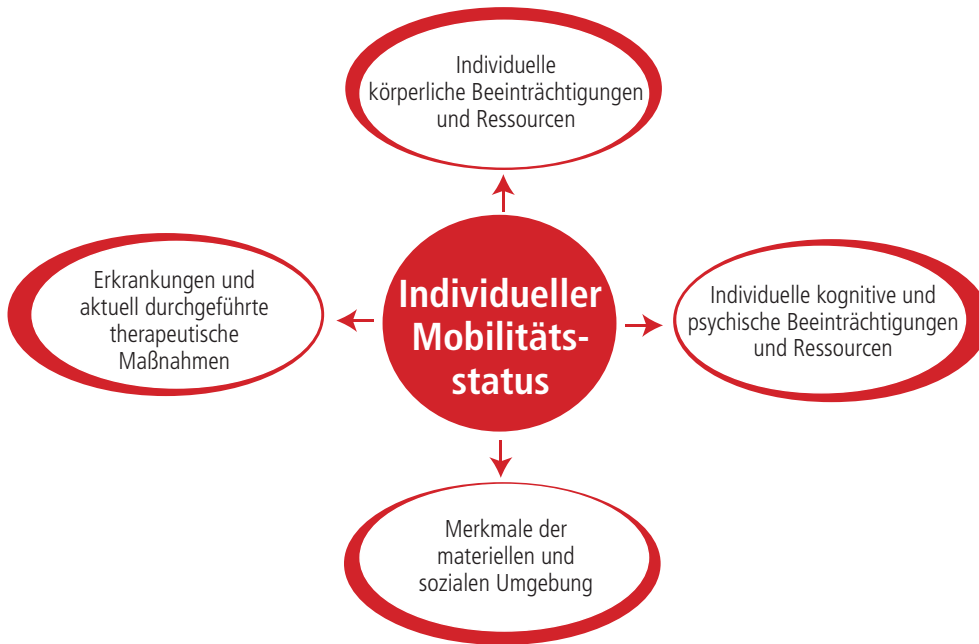 Individuelle
körperliche Beeinträchtigungen
und Ressourcen
Erkrankungen und
aktuell durchgeführte
therapeutische
Maßnahmen
Individueller
Mobilitäts-
status
Individuelle kognitive und
psychische Beeinträchtigungen
und Ressourcen
Merkmale der
materiellen und
sozialen Umgebung